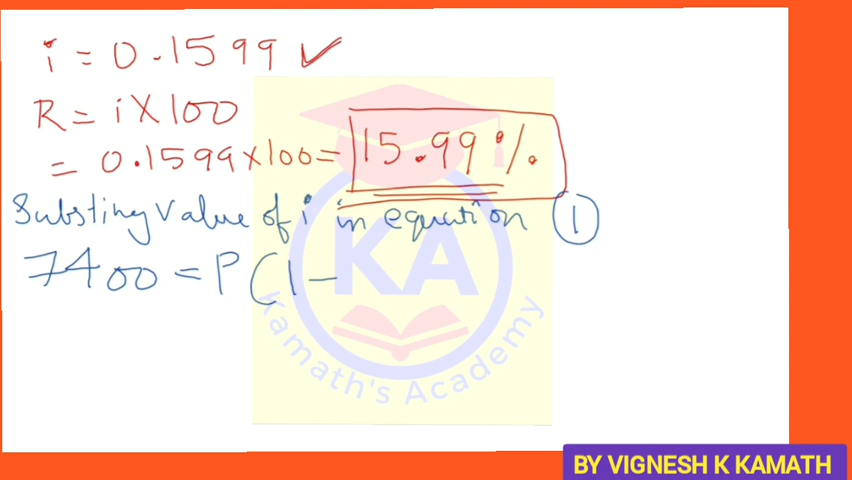 i = 0.1599 ✓
R = i X 100
= 0.1599 x 100 = 15.99 %
Substing Value of i in equation (1)
7400 = P ( 1 -
KA
Kamath's Academy
BY VIGNESH K KAMATH